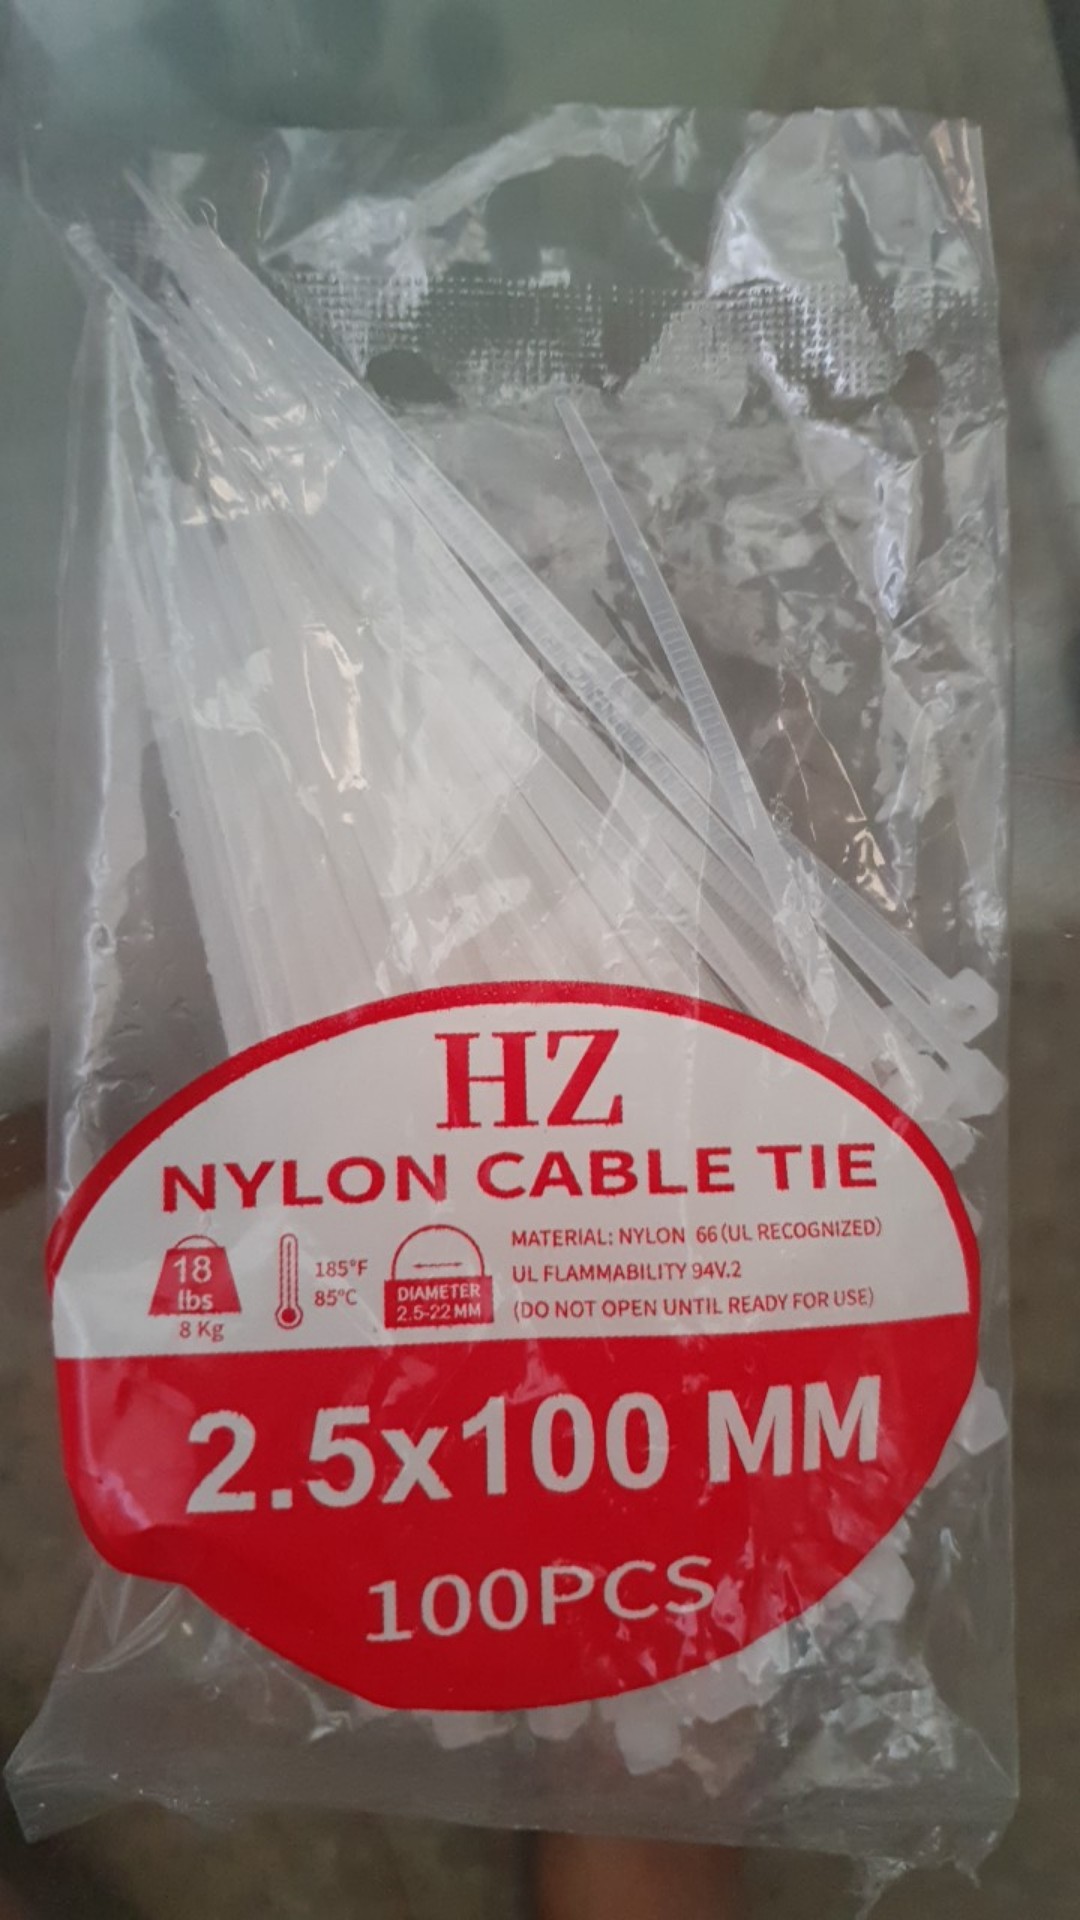 HZ
NYLON CABLE TIE
18
lbs
8 Kg
185°F
85°C
DIAMETER
2.5-22 MM
MATERIAL: NYLON 66 (UL RECOGNIZED)
UL FLAMMABILITY 94V.2
(DO NOT OPEN UNTIL READY FOR USE)
2.5x100 MM
100PCS